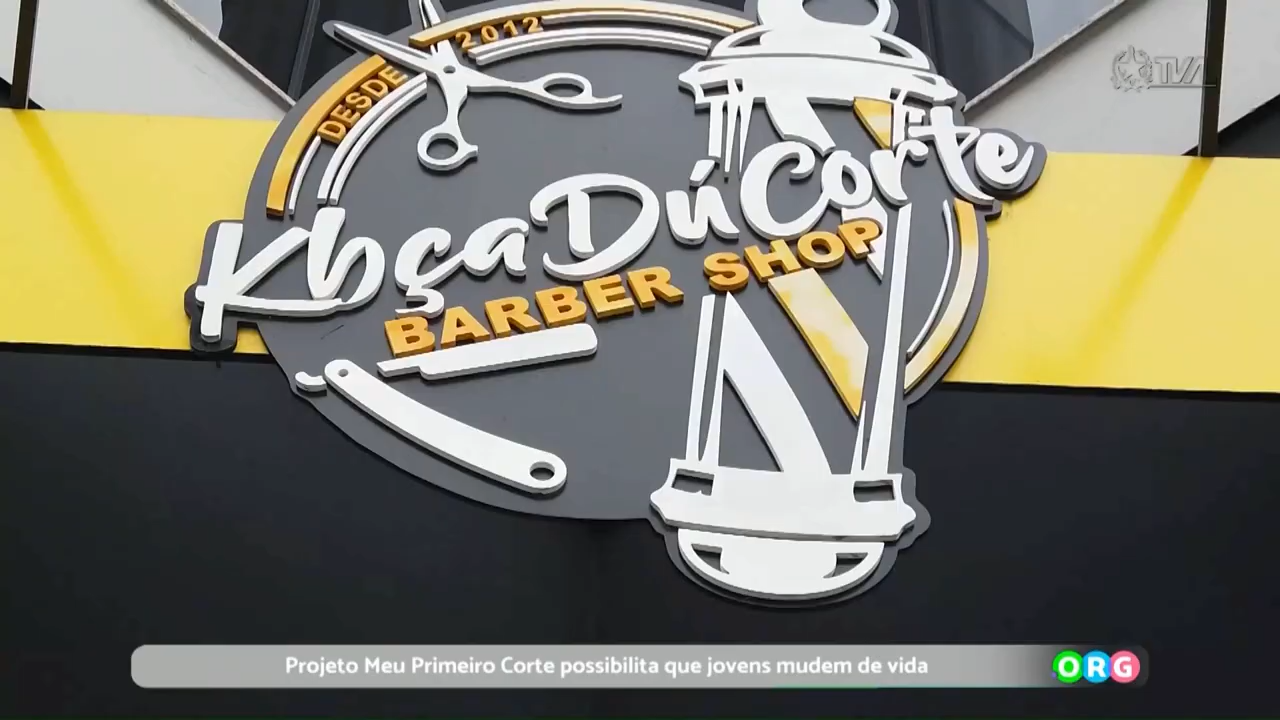 DESDE 2012
TVA
KbçaDúCorte
BARBER SHOP
Projeto Meu Primeiro Corte possibilita que jovens mudem de vida
ORG